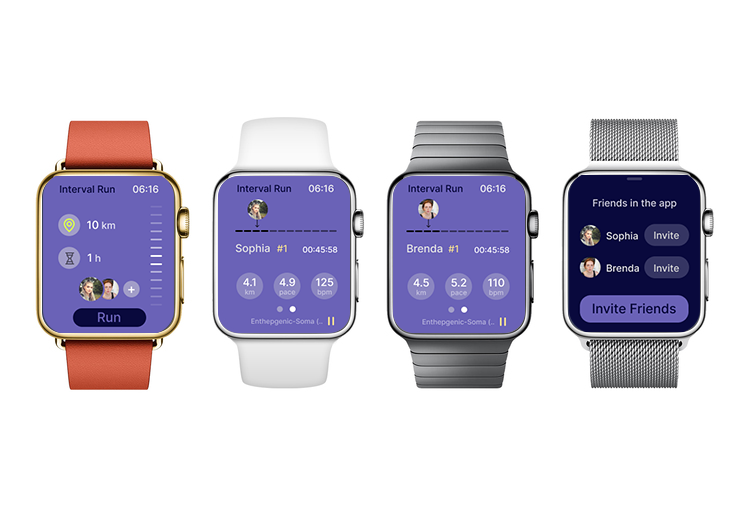 Interval Run 06:16
10 km
1 h
+
Run
Interval Run 06:16
Sophia #1 00:45:58
4.1 4.9 125
km pace bpm
Enthepgenic-Soma (..
Interval Run 06:16
Brenda #1 00:45:58
4.5 5.2 110
km pace bpm
Enthepgenic-Soma (..
Friends in the app
Sophia Invite
Brenda Invite
Invite Friends